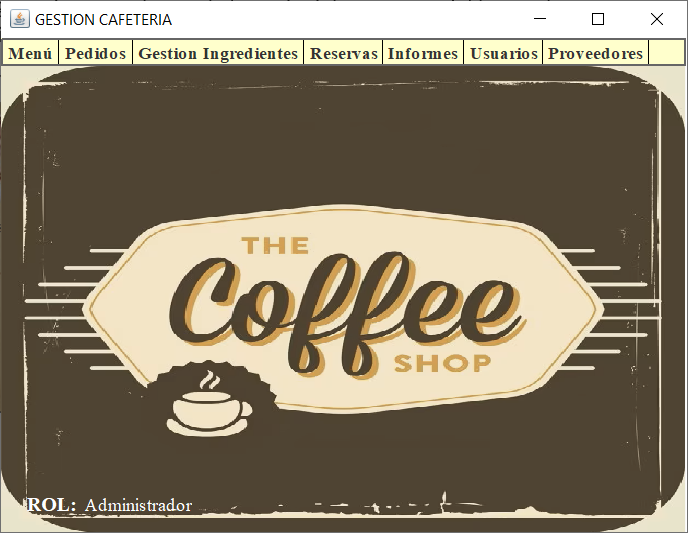 GESTION CAFETERIA
Menú Pedidos Gestion Ingredientes Reservas Informes Usuarios Proveedores
THE
Coffee
SHOP
ROL: Administrador